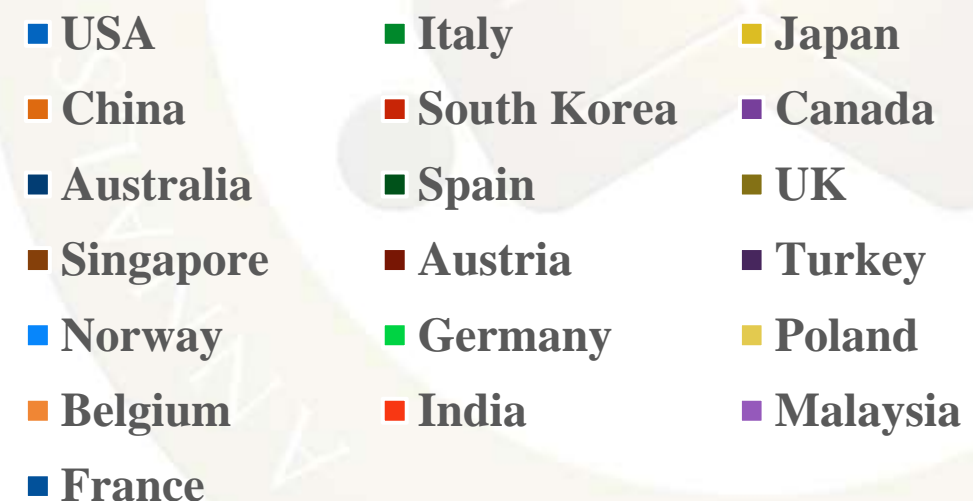 USA Italy Japan
China South Korea Canada
Australia Spain UK
Singapore Austria Turkey
Norway Germany Poland
Belgium India Malaysia
France